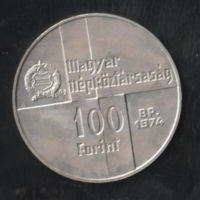 Magyar
népköztársaság
100
forint
BP.
1974